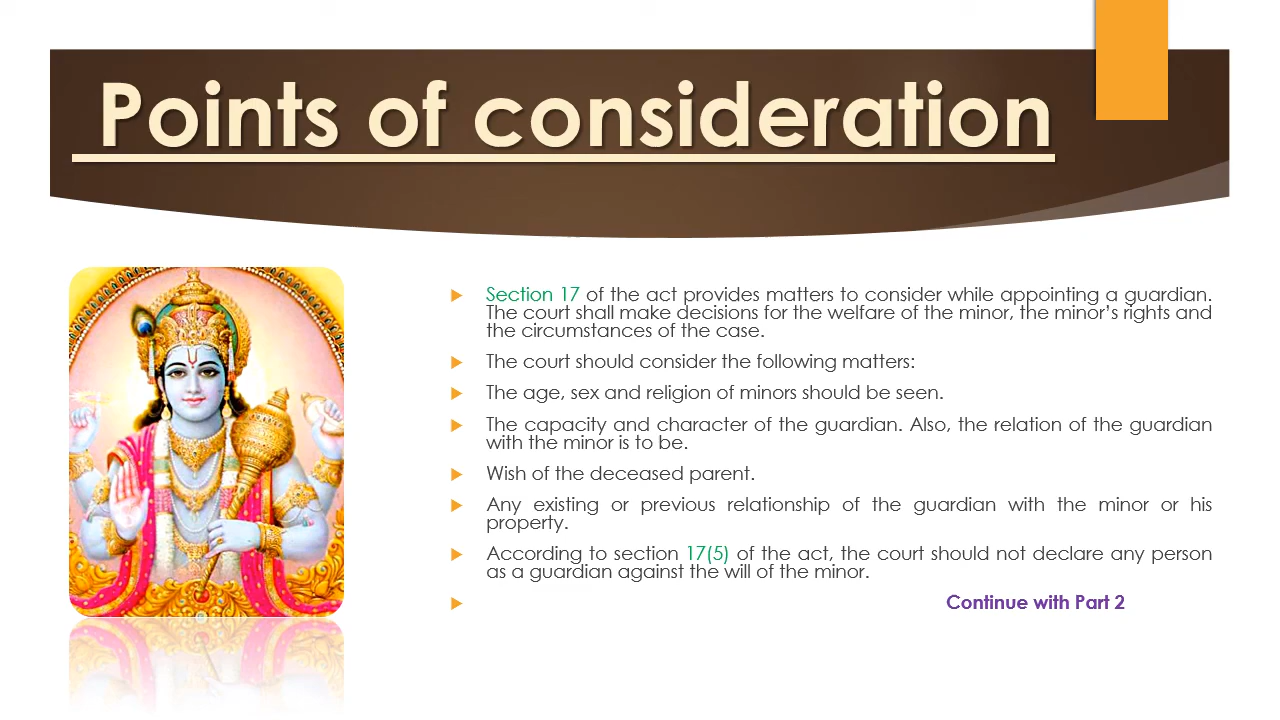 Points of consideration
Section 17 of the act provides matters to consider while appointing a guardian.
The court shall make decisions for the welfare of the minor, the minor’s rights and
the circumstances of the case.
The court should consider the following matters:
The age, sex and religion of minors should be seen.
The capacity and character of the guardian. Also, the relation of the guardian
with the minor is to be.
Wish of the deceased parent.
Any existing or previous relationship of the guardian with the minor or his
property.
According to section 17(5) of the act, the court should not declare any person
as a guardian against the will of the minor.
Continue with Part 2